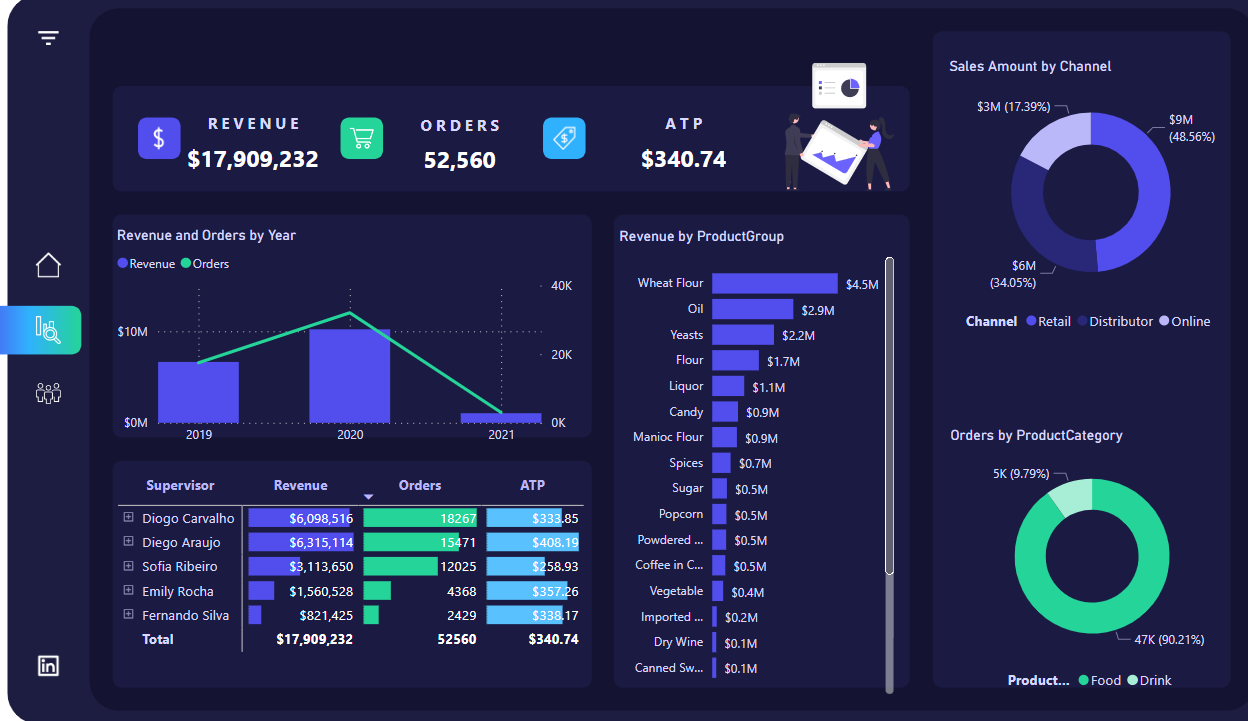 REVENUE
$17,909,232
ORDERS
52,560
ATP
$340.74
Revenue and Orders by Year
Revenue Orders
$10M
$0M
40K
20K
0K
2019 2020 2021
Supervisor Revenue Orders ATP
Diogo Carvalho $6,098,516 18267 $333.85
Diego Araujo $6,315,114 15471 $408.19
Sofia Ribeiro $3,113,650 12025 $258.93
Emily Rocha $1,560,528 4368 $357.26
Fernando Silva $821,425 2429 $338.17
Total $17,909,232 52560 $340.74
Revenue by ProductGroup
Wheat Flour $4.5M
Oil $2.9M
Yeasts $2.2M
Flour $1.7M
Liquor $1.1M
Candy $0.9M
Manioc Flour $0.9M
Spices $0.7M
Sugar $0.5M
Popcorn $0.5M
Powdered ... $0.5M
Coffee in C... $0.5M
Vegetable $0.4M
Imported ... $0.2M
Dry Wine $0.1M
Canned Sw... $0.1M
Sales Amount by Channel
$3M (17.39%)
$9M
(48.56%)
$6M
(34.05%)
Channel Retail Distributor Online
Orders by ProductCategory
5K (9.79%)
47K (90.21%)
Product... Food Drink
in